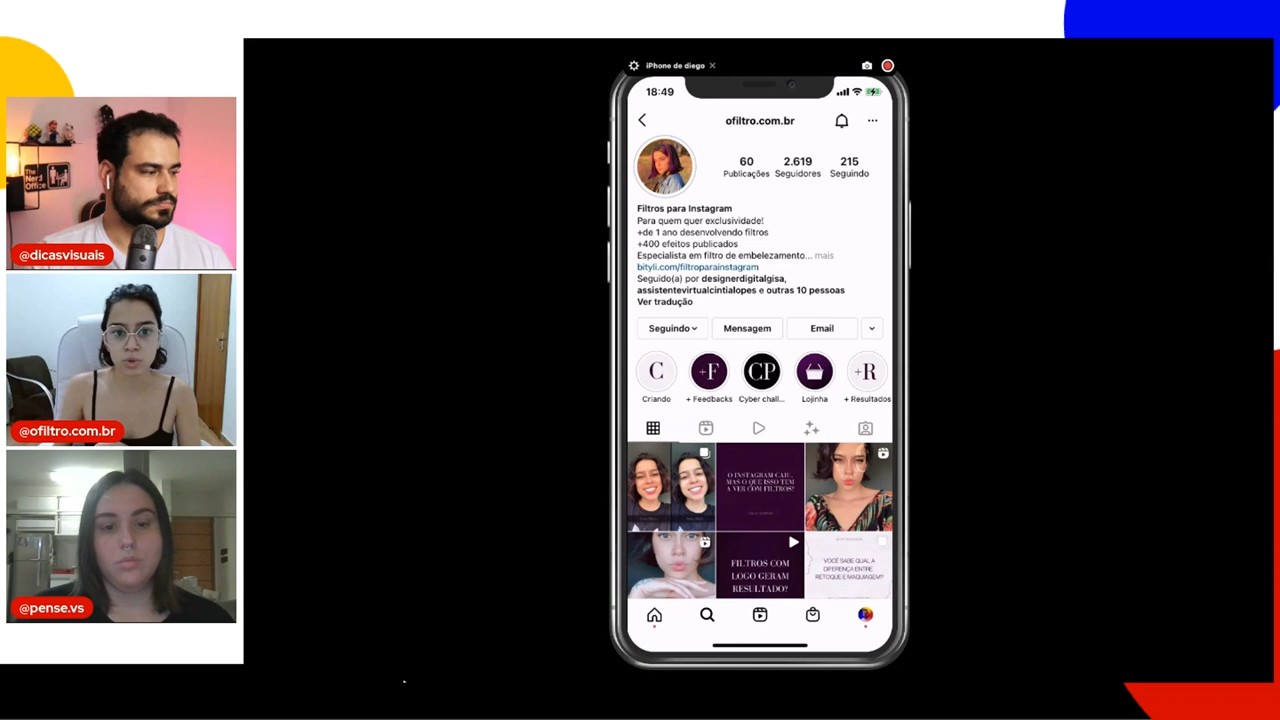 The
Nerd
Office
@dicasvisuais
@ofiltro.com.br
@pense.vs
iPhone de diego
18:49
ofiltro.com.br
60
Publicações
2.619
Seguidores
215
Seguindo
Filtros para Instagram
Para quem quer exclusividade!
+de 1 ano desenvolvendo filtros
+400 efeitos publicados
Especialista em filtro de embelezamento... mais
bityli.com/filtroparainstagram
Seguido(a) por designerdigitalgisa,
assistentevirtualcintialopes e outras 10 pessoas
Ver tradução
Seguindo
Mensagem
Email
C
+F
CP
+R
Criando
+ Feedbacks
Cyber chall...
Lojinha
+ Resultados
O INSTAGRAM CAIU,
MAS O QUE ISSO TEM
A VER COM FILTROS?
FILTROS COM
LOGO GERAM
RESULTADO?
VOCÊ SABE QUAL A
DIFERENÇA ENTRE
RETOQUE E MAQUIAGEM?